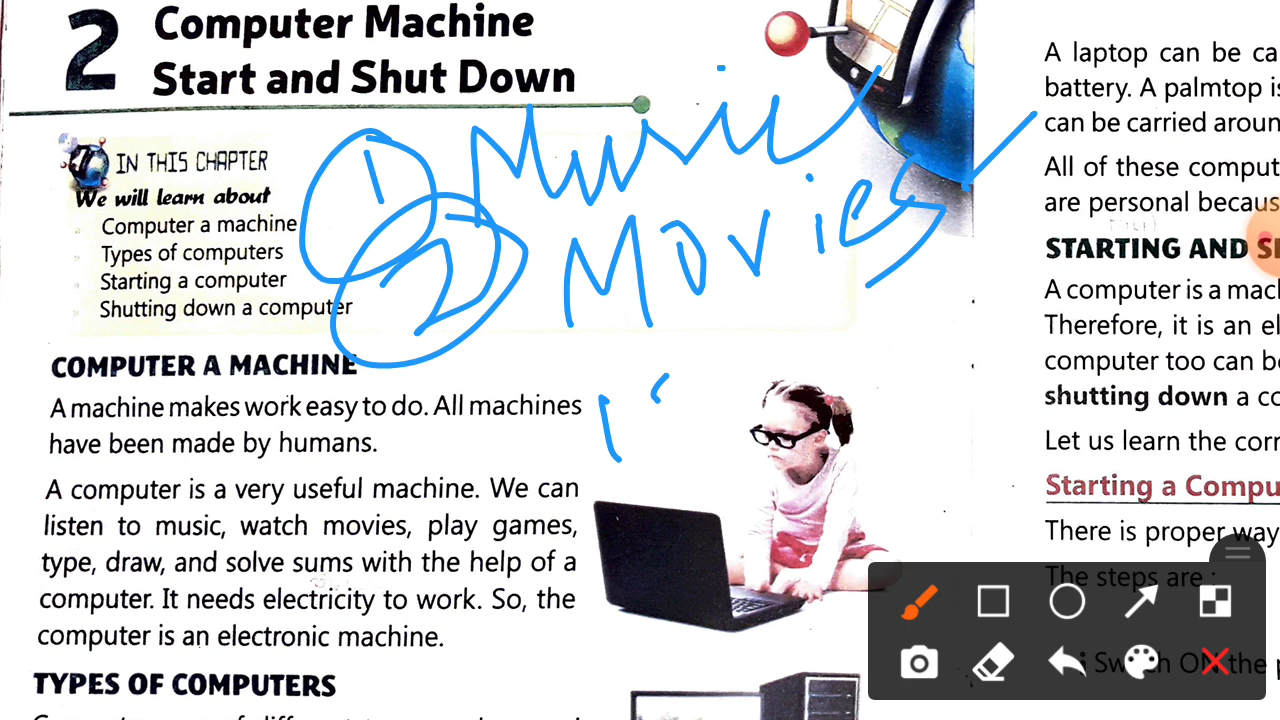 2
Computer Machine
Start and Shut Down
IN THIS CHAPTER
We will learn about
Computer a machine
Types of computers
Starting a computer
Shutting down a computer
1 Music
2 Movies
COMPUTER A MACHINE
A machine makes work easy to do. All machines
have been made by humans.
A computer is a very useful machine. We can
listen to music, watch movies, play games,
type, draw, and solve sums with the help of a
computer. It needs electricity to work. So, the
computer is an electronic machine.
TYPES OF COMPUTERS
A laptop can be ca
battery. A palmtop is
can be carried aroun
All of these comput
are personal becaus
STARTING AND S
A computer is a mac
Therefore, it is an el
computer too can be
shutting down a co
Let us learn the corr
Starting a Compu
There is proper way
The steps are :
Switch ON the p